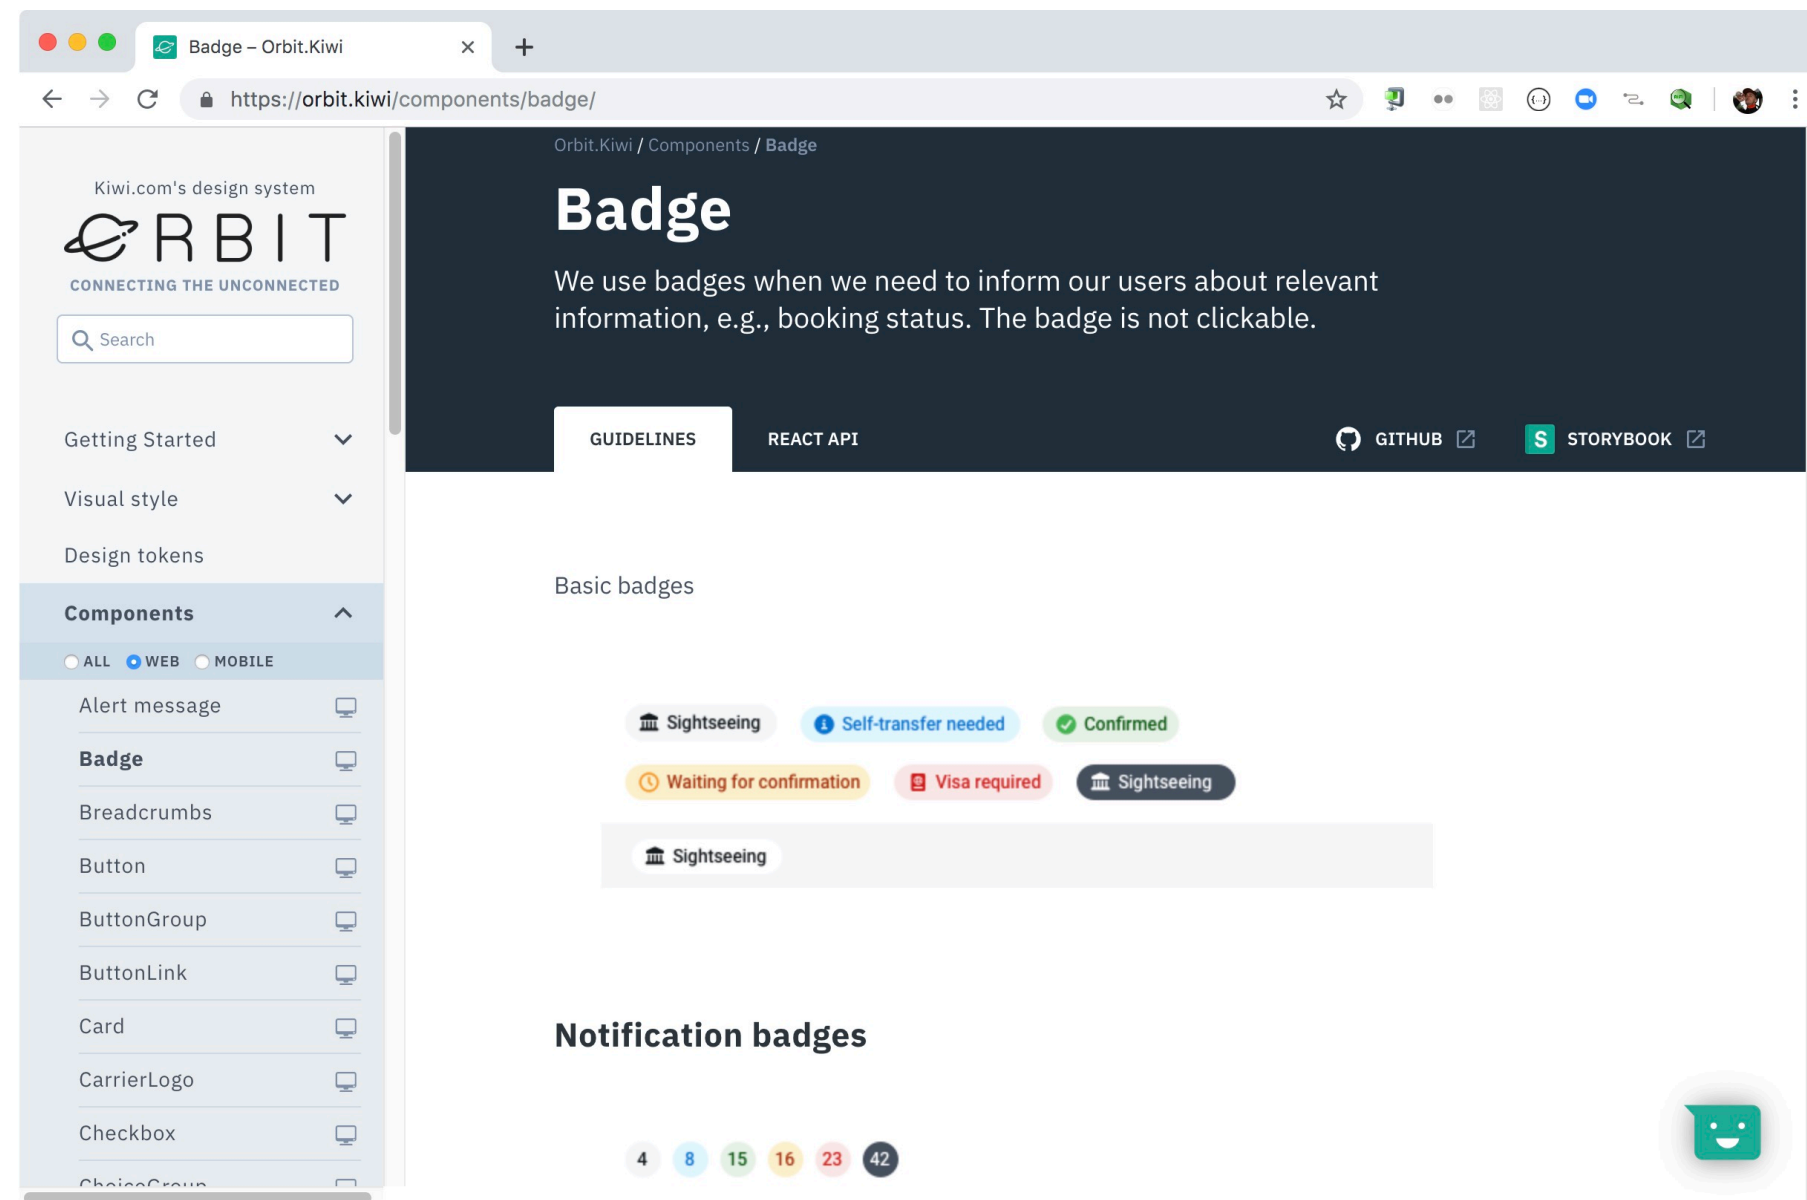 Badge – Orbit.Kiwi
https://orbit.kiwi/components/badge/
Kiwi.com's design system
ORBIT
CONNECTING THE UNCONNECTED
Search
Getting Started
Visual style
Design tokens
Components
ALL WEB MOBILE
Alert message
Badge
Breadcrumbs
Button
ButtonGroup
ButtonLink
Card
CarrierLogo
Checkbox
ChoiceGroup
Orbit.Kiwi / Components / Badge
Badge
We use badges when we need to inform our users about relevant
information, e.g., booking status. The badge is not clickable.
GUIDELINES REACT API GITHUB S STORYBOOK
Basic badges
Sightseeing Self-transfer needed Confirmed
Waiting for confirmation Visa required Sightseeing
Sightseeing
Notification badges
4 8 15 16 23 42